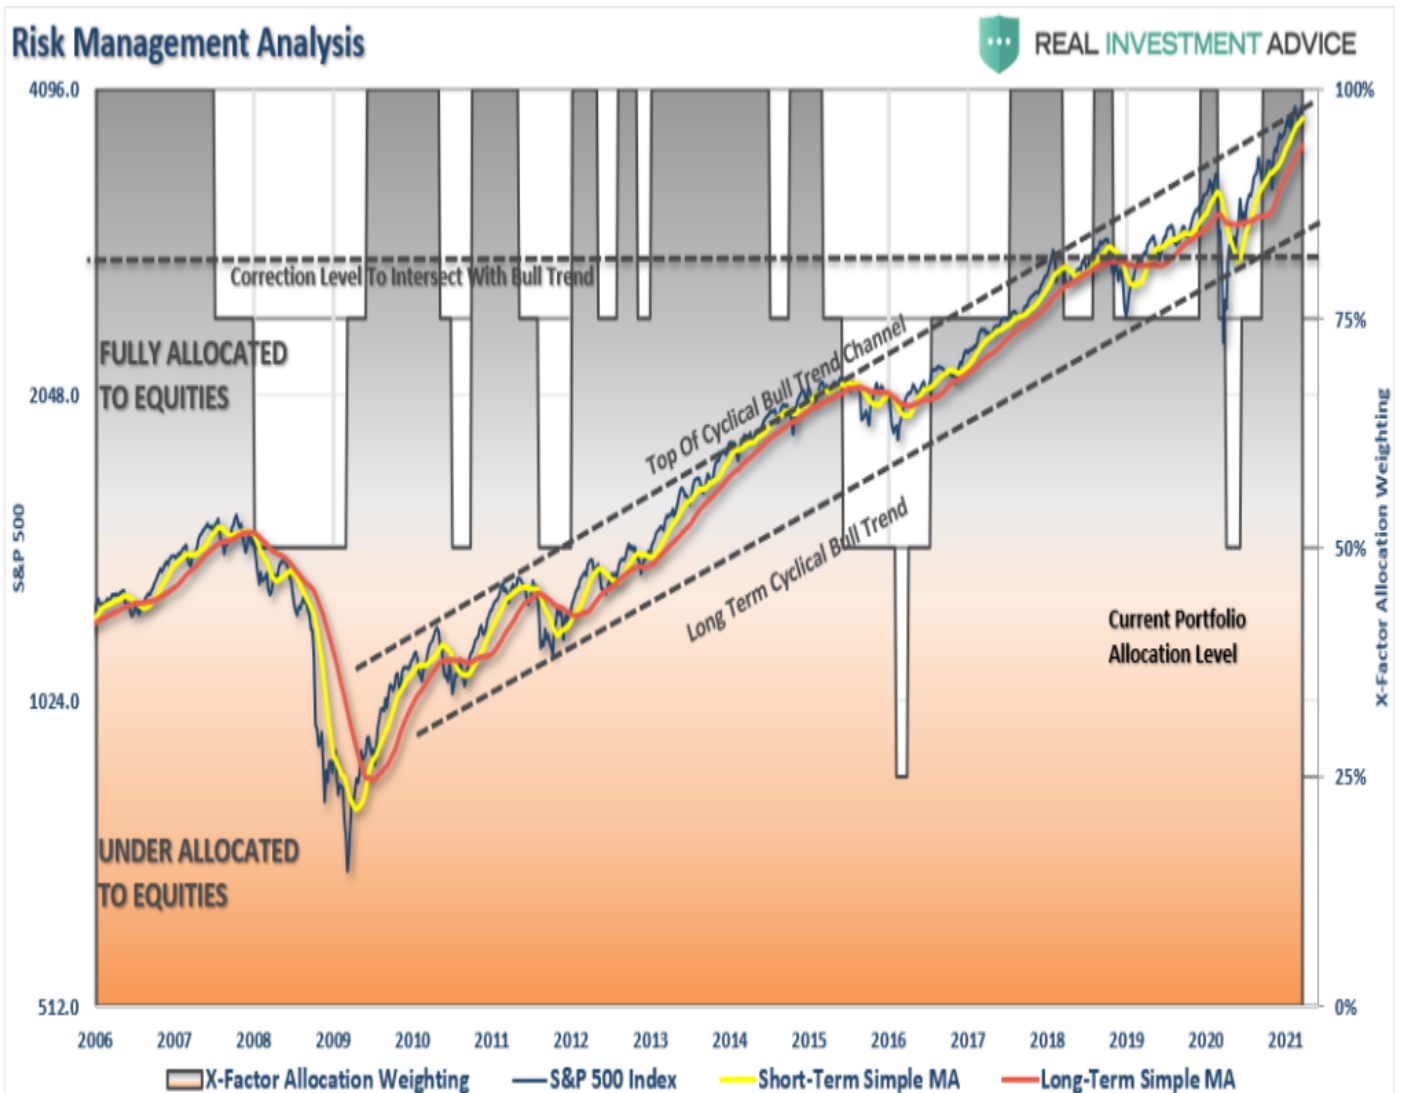 Risk Management Analysis
REAL INVESTMENT ADVICE
4096.0
100%
Correction Level To Intersect With Bull Trend
75%
FULLY ALLOCATED
TO EQUITIES
Top Of Cyclical Bull Trend Channel
2048.0
S&P 500
50%
X-Factor Allocation Weighting
Long Term Cyclical Bull Trend
Current Portfolio
Allocation Level
1024.0
25%
UNDER ALLOCATED
TO EQUITIES
512.0
0%
2006 2007 2008 2009 2010 2011 2012 2013 2014 2015 2016 2017 2018 2019 2020 2021
X-Factor Allocation Weighting S&P 500 Index Short-Term Simple MA Long-Term Simple MA